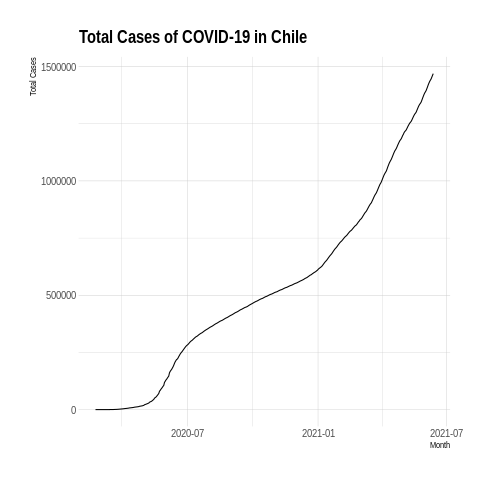 Total Cases of COVID-19 in Chile
Total Cases
1500000
1000000
500000
0
2020-07
2021-01
2021-07
Month